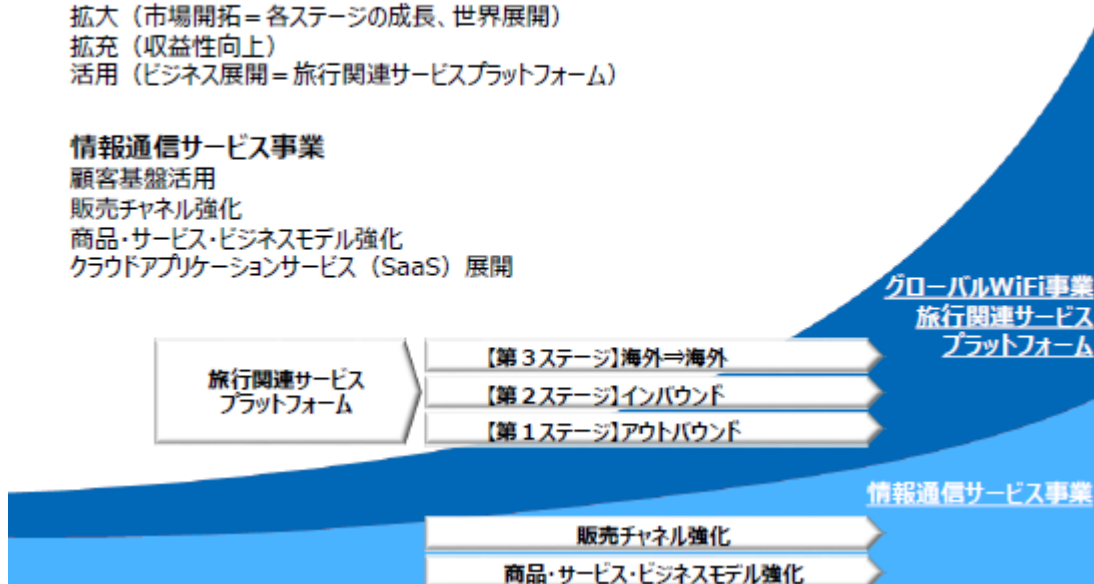 拡大（市場開拓＝各ステージの成長、世界展開）
拡充（収益性向上）
活用（ビジネス展開＝旅行関連サービスプラットフォーム）
情報通信サービス事業
顧客基盤活用
販売チャネル強化
商品・サービス・ビジネスモデル強化
クラウドアプリケーションサービス（SaaS）展開
グローバルWiFi事業
旅行関連サービス
プラットフォーム
旅行関連サービス
プラットフォーム
【第３ステージ】海外⇒海外
【第２ステージ】インバウンド
【第１ステージ】アウトバウンド
情報通信サービス事業
販売チャネル強化
商品・サービス・ビジネスモデル強化